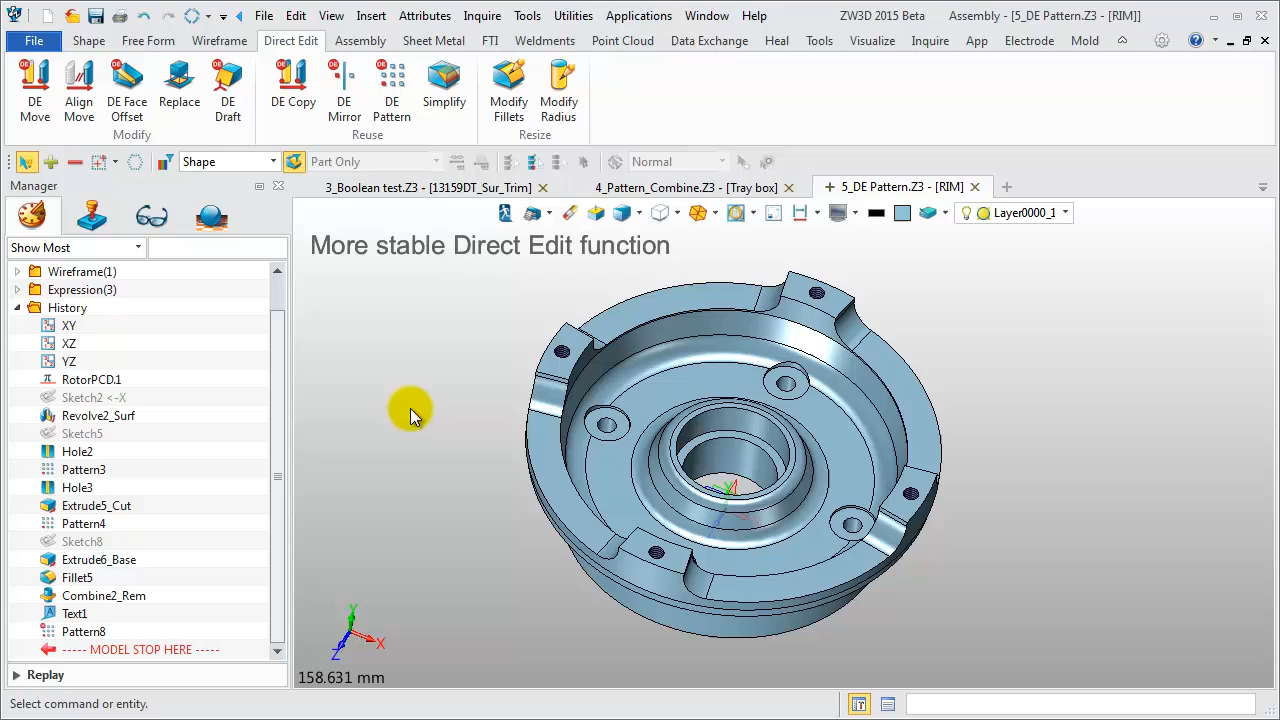 File Edit View Insert Attributes Inquire Tools Utilities Applications Window Help ZW3D 2015 Beta Assembly - [5_DE Pattern.Z3 - [RIM]]
File Shape Free Form Wireframe Direct Edit Assembly Sheet Metal FTI Weldments Point Cloud Data Exchange Heal Tools Visualize Inquire App Electrode Mold
DE Move Align Move DE Face Offset Replace DE Draft DE Copy DE Mirror DE Pattern Simplify Modify Fillets Modify Radius
Modify Reuse Resize
Shape Part Only Normal
Manager 3_Boolean test.Z3 - [13159DT_Sur_Trim] 4_Pattern_Combine.Z3 - [Tray box] 5_DE Pattern.Z3 - [RIM]
Layer0000_1
Show Most
More stable Direct Edit function
Wireframe(1)
Expression(3)
History
XY
XZ
YZ
RotorPCD.1
Sketch2 <-X
Revolve2_Surf
Sketch5
Hole2
Pattern3
Hole3
Extrude5_Cut
Pattern4
Sketch8
Extrude6_Base
Fillet5
Combine2_Rem
Text1
Pattern8
----- MODEL STOP HERE -----
Y
X
Z
Replay
158.631 mm
Select command or entity.